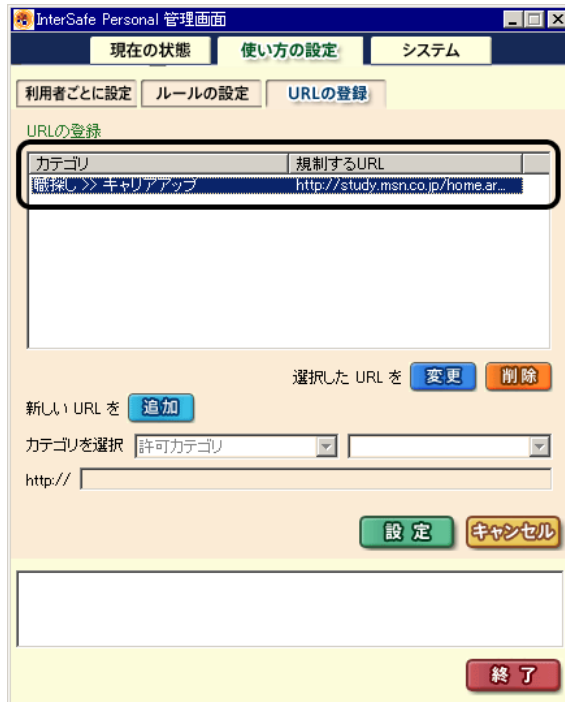 InterSafe Personal 管理画面
現在の状態 使い方の設定 システム
利用者ごとに設定 ルールの設定 URLの登録
URLの登録
カテゴリ 規制するURL
職探し >> キャリアアップ http://study.msn.co.jp/home.ar...
選択した URL を 変更 削除
新しい URL を 追加
カテゴリを選択 許可カテゴリ
http://
設定 キャンセル
終了